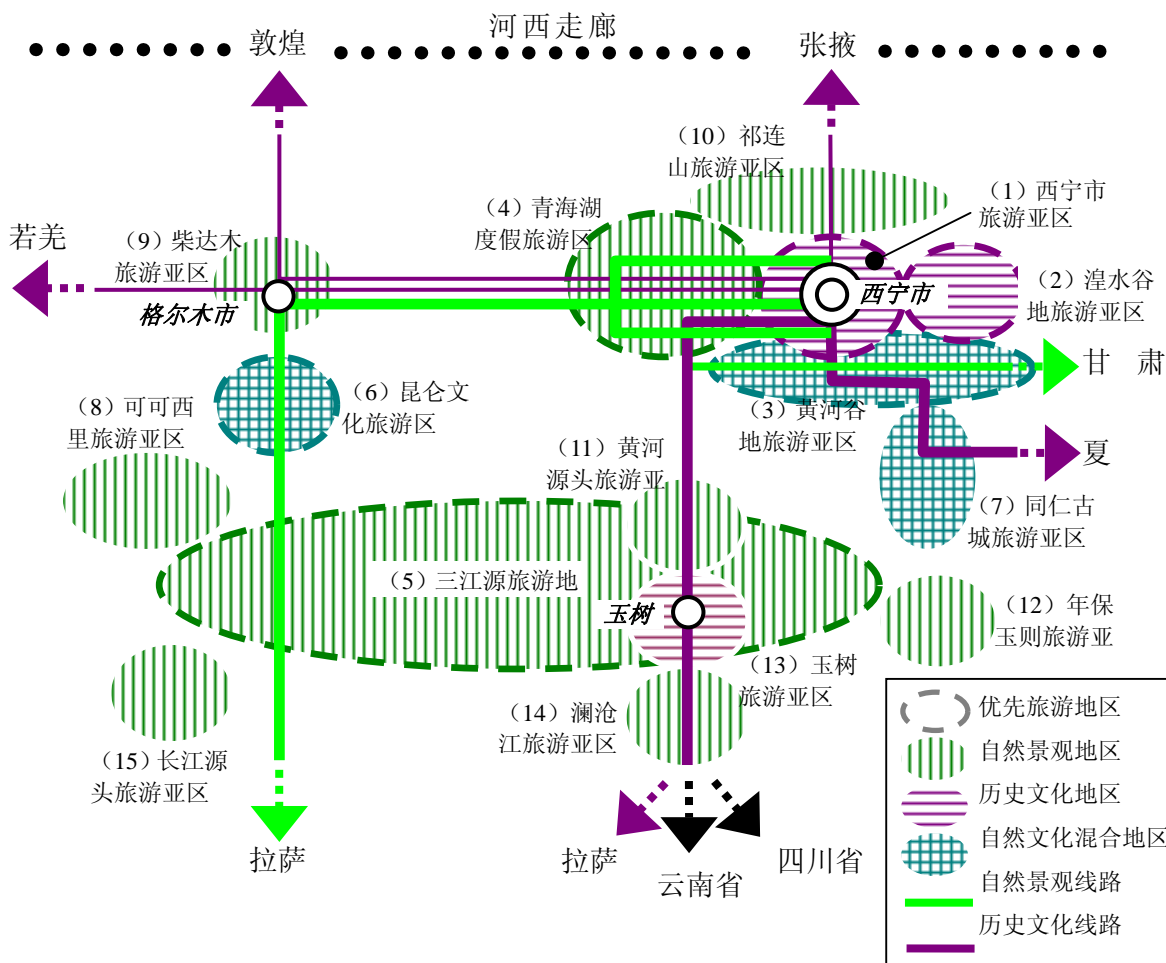 河西走廊
敦煌
张掖
（10）祁连
山旅游亚区
（1）西宁市
旅游亚区
（4）青海湖
度假旅游区
若羌
（9）柴达木
旅游亚区
（2）湟水谷
地旅游亚区
格尔木市
西宁市
甘 肃
（6）昆仑文
化旅游区
（3）黄河谷
地旅游亚区
（8）可可西
里旅游亚区
（11）黄河
源头旅游亚
夏
（7）同仁古
城旅游亚区
（5）三江源旅游地
玉树
（12）年保
玉则旅游亚
（13）玉树
旅游亚区
（14）澜沧
江旅游亚区
（15）长江源
头旅游亚区
拉萨
拉萨
云南省
四川省
优先旅游地区
自然景观地区
历史文化地区
自然文化混合地区
自然景观线路
历史文化线路